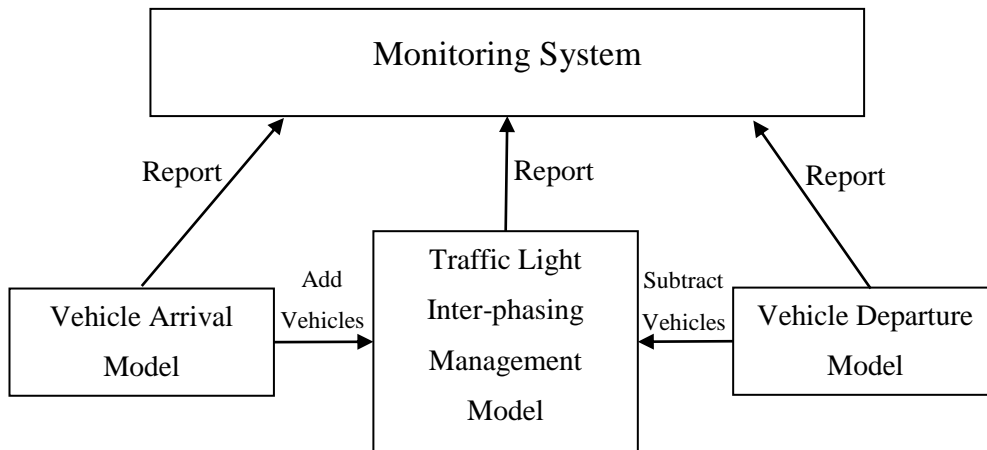 Monitoring System
Report
Report
Report
Add
Vehicles
Subtract
Vehicles
Vehicle Arrival
Model
Traffic Light
Inter-phasing
Management
Model
Vehicle Departure
Model